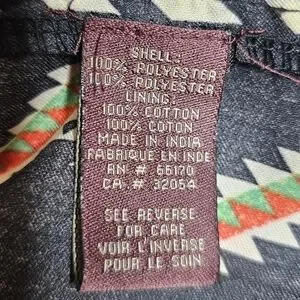 SHELL:
100% POLYESTER
100% POLYESTER
LINING:
100% COTTON
100% COTON
MADE IN INDIA
FABRIQUE EN INDE
RN # 66170
CA # 32054
SEE REVERSE
FOR CARE
VOIR L'INVERSE
POUR LE SOIN